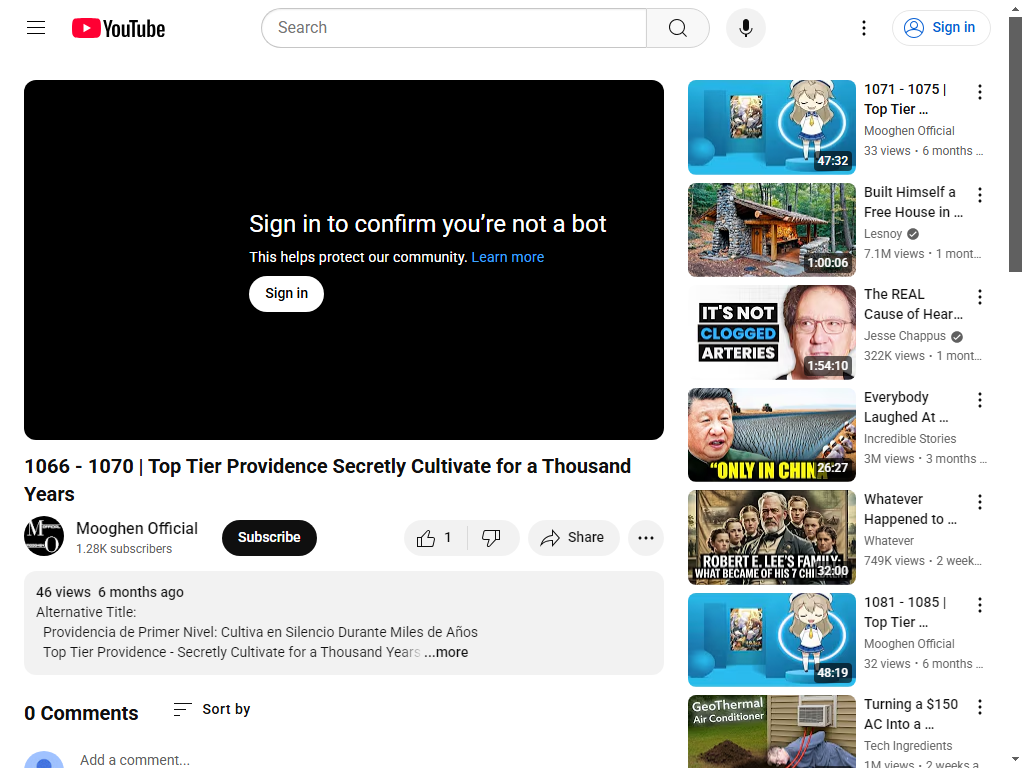 YouTube
Search
Sign in
Sign in to confirm you're not a bot
This helps protect our community. Learn more
Sign in
1066 - 1070 | Top Tier Providence Secretly Cultivate for a Thousand
Years
Mooghen Official
1.28K subscribers
Subscribe
1
Share
46 views 6 months ago
Alternative Title:
Providencia de Primer Nivel: Cultiva en Silencio Durante Miles de Años
Top Tier Providence - Secretly Cultivate for a Thousand Years ...more
0 Comments
Sort by
Add a comment...
47:32
1071 - 1075 |
Top Tier ...
Mooghen Official
33 views • 6 months ...
1:00:06
Built Himself a
Free House in ...
Lesnoy
7.1M views • 1 mont...
IT'S NOT
CLOGGED
ARTERIES
1:54:10
The REAL
Cause of Hear...
Jesse Chappus
322K views • 1 mont...
"ONLY IN CHIN
26:27
Everybody
Laughed At ...
Incredible Stories
3M views • 3 months ...
ROBERT E. LEE'S FAMILY:
WHAT BECAME OF HIS 7 CHI
32:00
Whatever
Happened to ...
Whatever
749K views • 2 week...
48:19
1081 - 1085 |
Top Tier ...
Mooghen Official
32 views • 6 months ...
GeoThermal
Air Conditioner
Turning a $150
AC Into a ...
Tech Ingredients
1M views • 2 weeks a